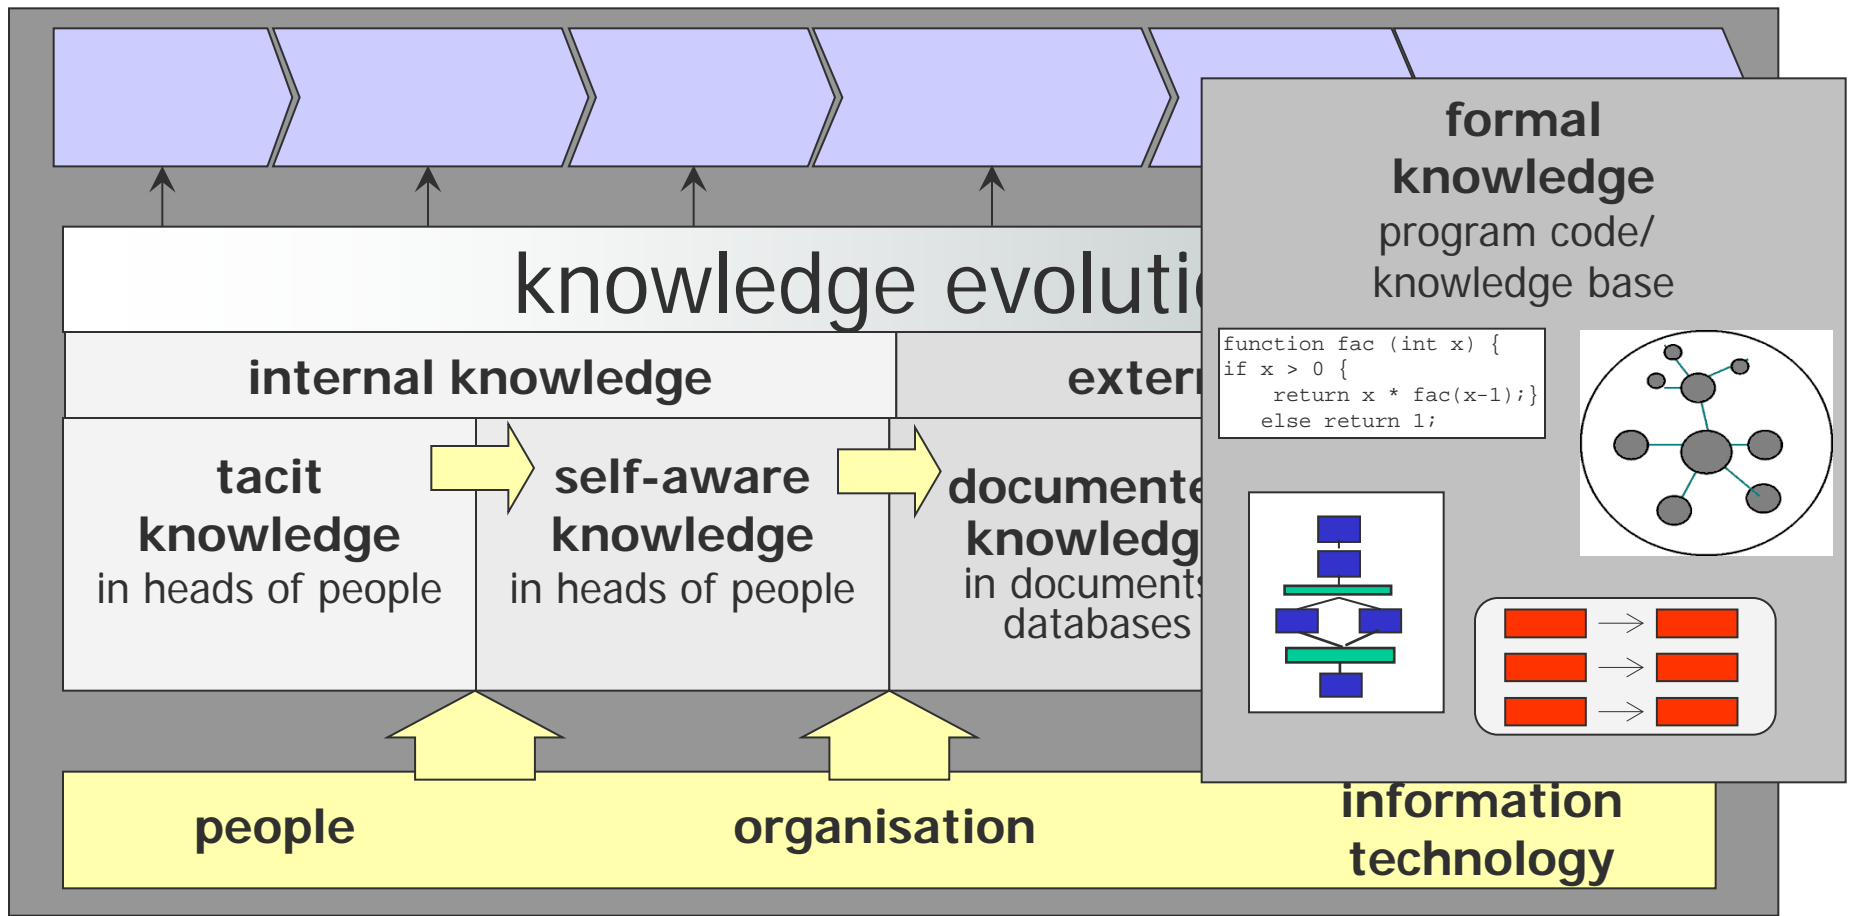 formal
knowledge
program code/
knowledge base
knowledge evoluti
internal knowledge
extern
function fac (int x) {
if x > 0 {
return x * fac(x-1);}
else return 1;
tacit
knowledge
in heads of people
self-aware
knowledge
in heads of people
documente
knowledg
in documents
databases
people
organisation
information
technology